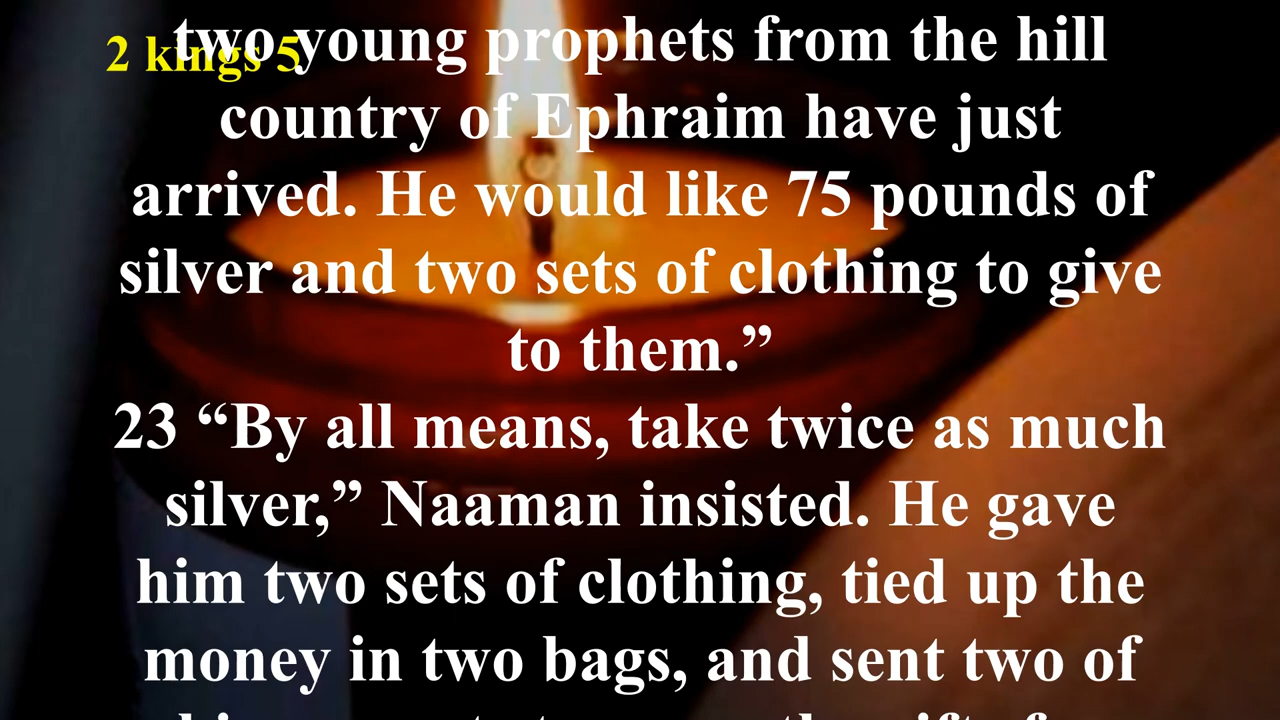 2 kings 5
two young prophets from the hill
country of Ephraim have just
arrived. He would like 75 pounds of
silver and two sets of clothing to give
to them.”
23 “By all means, take twice as much
silver,” Naaman insisted. He gave
him two sets of clothing, tied up the
money in two bags, and sent two of